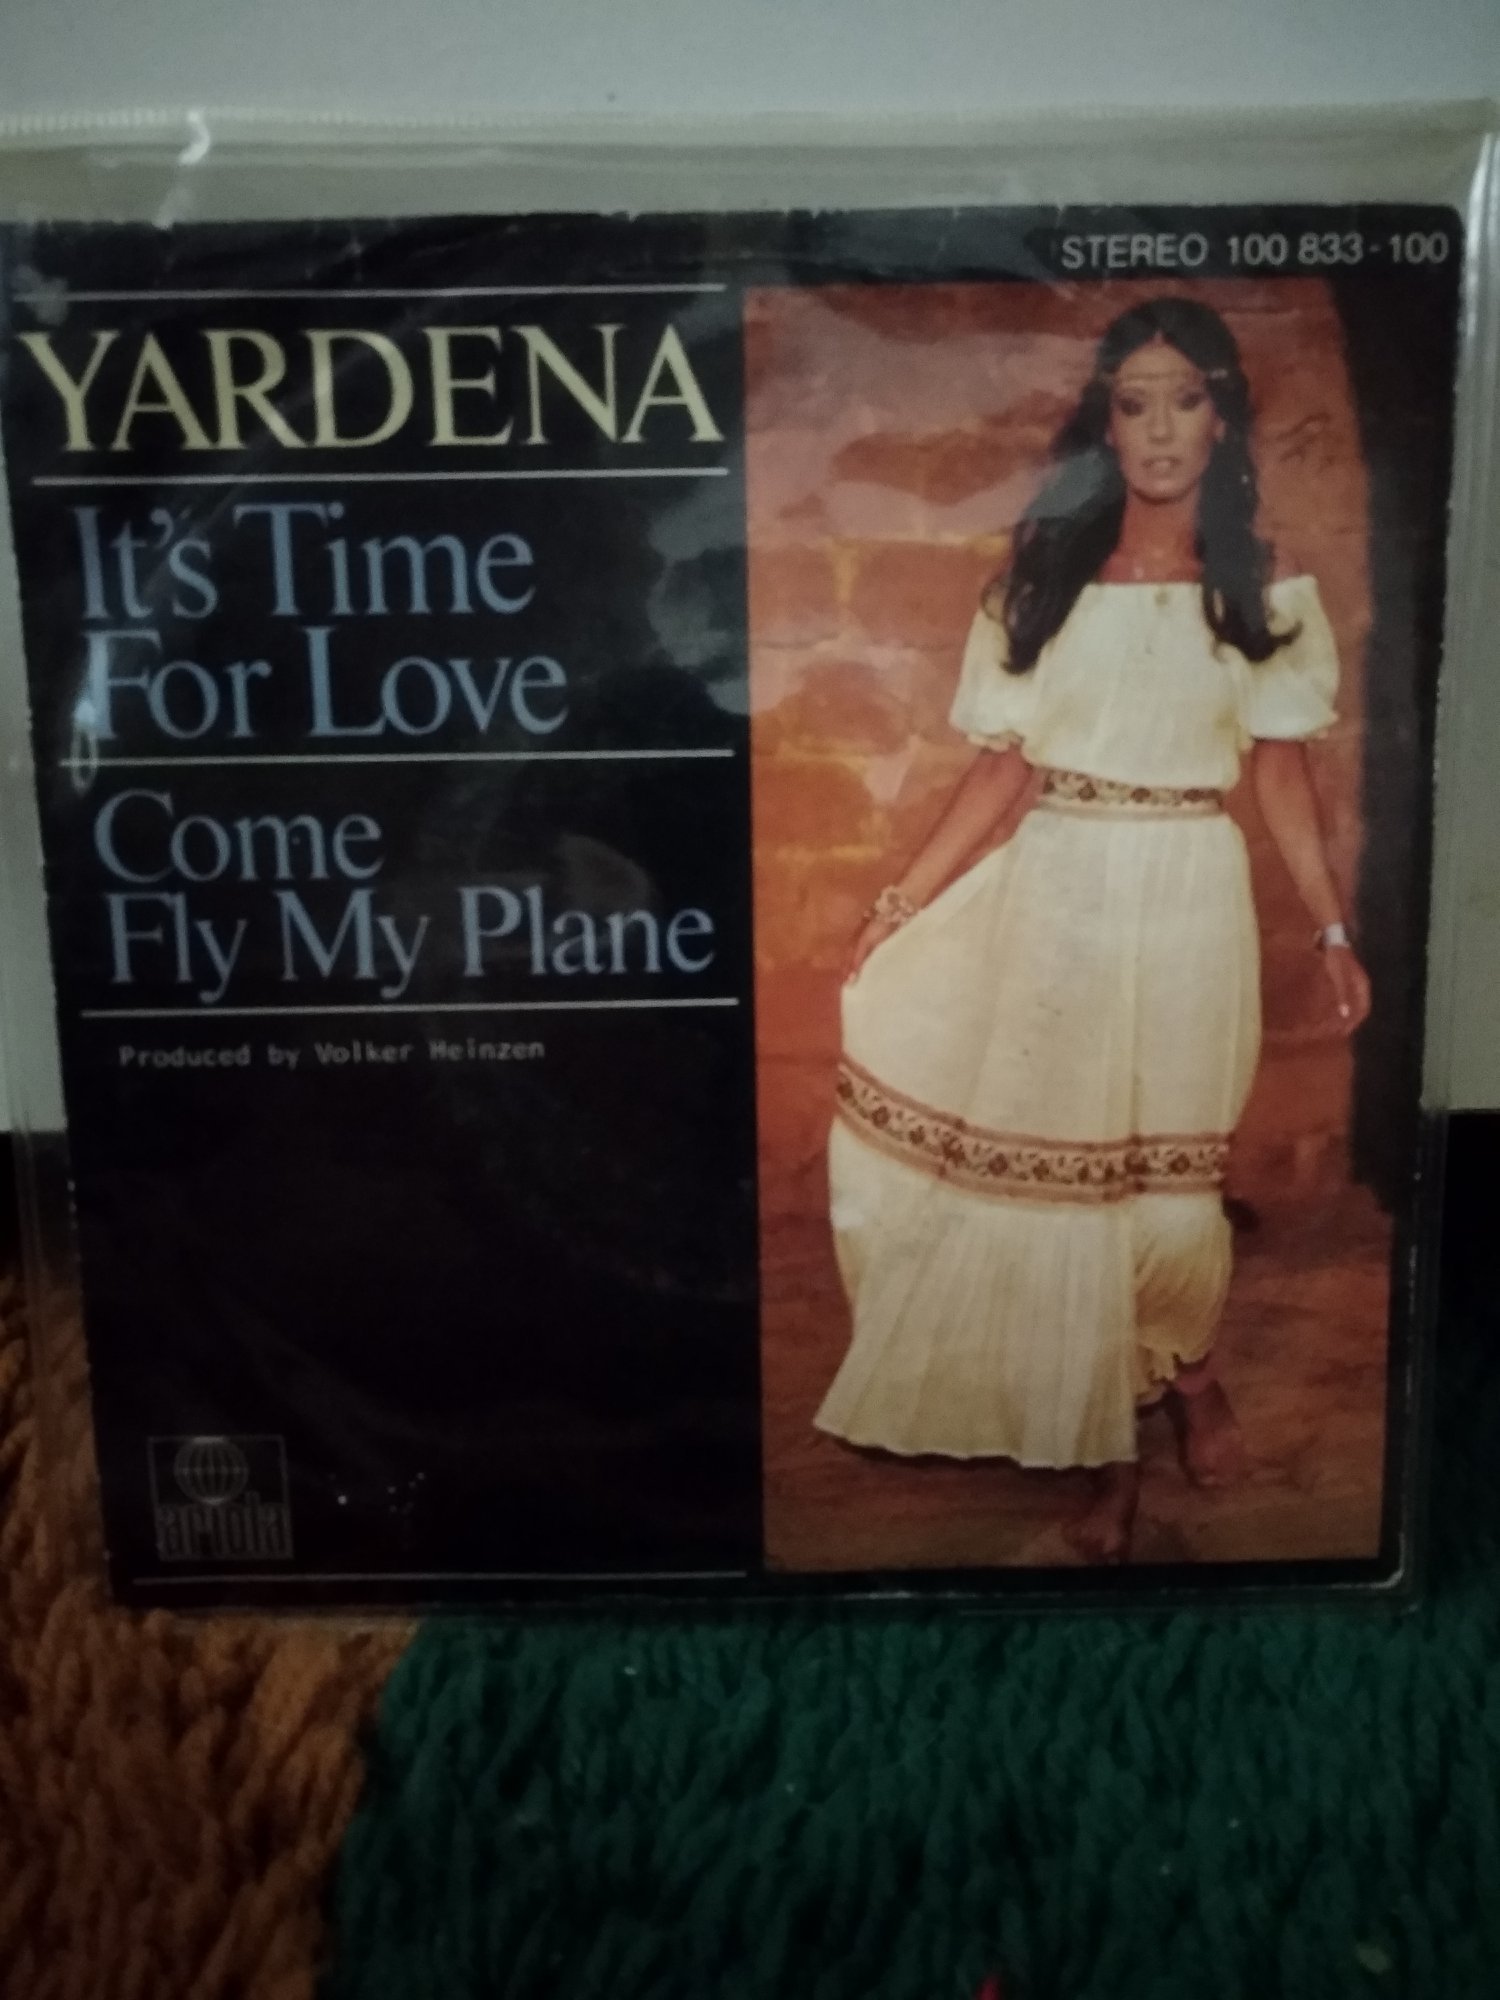 STEREO 100 833-100
YARDENA
It's Time
For Love
Come
Fly My Plane
Produced by Volker Heinzen
ariola